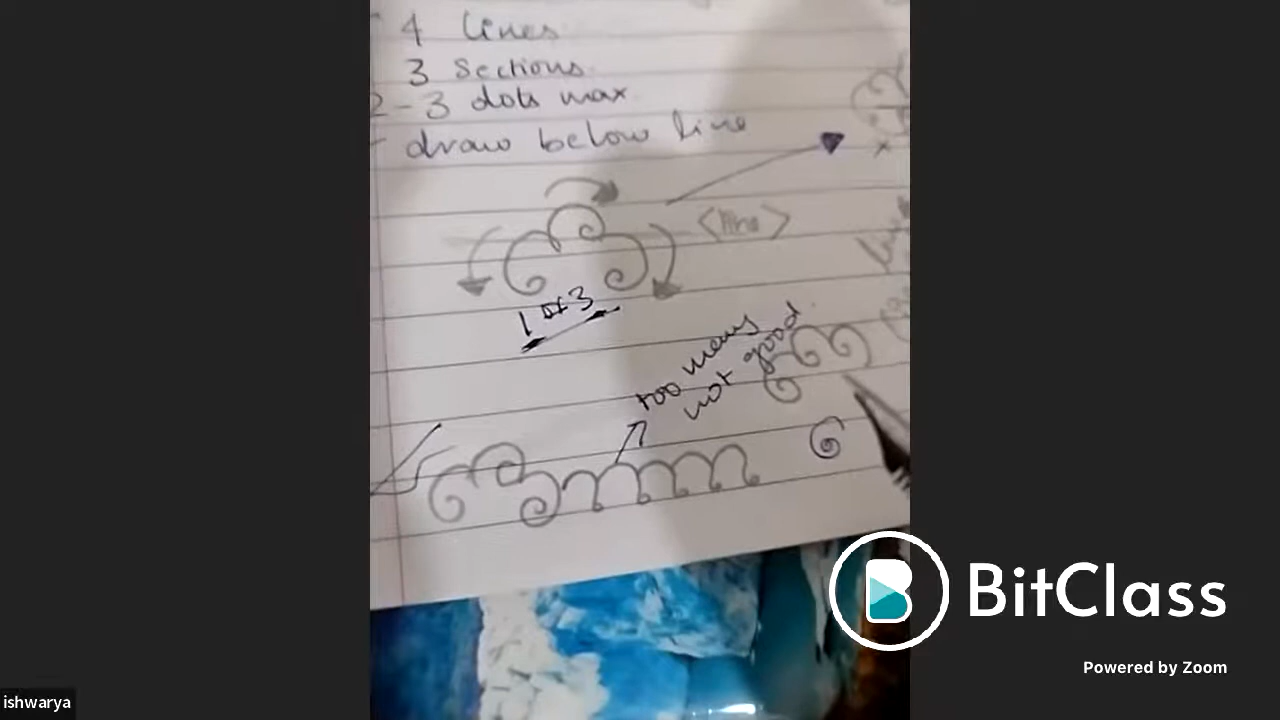 4 lines
3 sections
2-3 dots max
draw below line
1 or 3
too many
not good
BitClass
Powered by Zoom
ishwarya